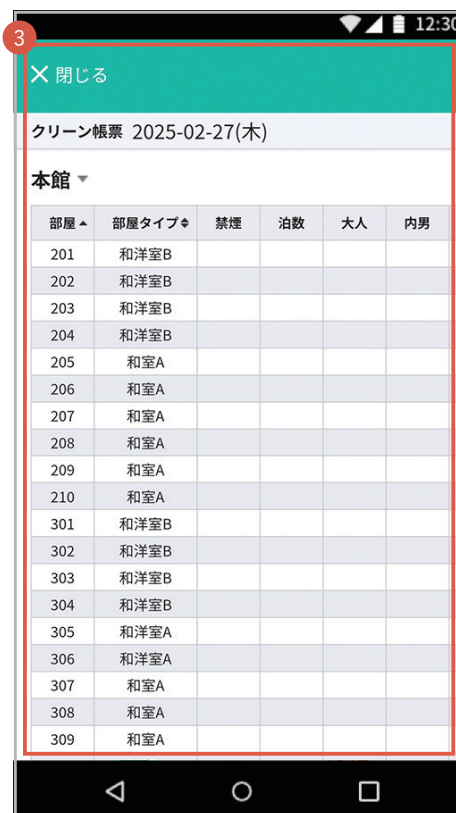 12:30
3
× 閉じる
クリーン帳票 2025-02-27(木)
本館
部屋 部屋タイプ 禁煙 泊数 大人 内男
201 和洋室B
202 和洋室B
203 和洋室B
204 和洋室B
205 和室A
206 和室A
207 和室A
208 和室A
209 和室A
210 和室A
301 和洋室B
302 和洋室B
303 和洋室B
304 和洋室B
305 和洋室A
306 和洋室A
307 和室A
308 和室A
309 和室A